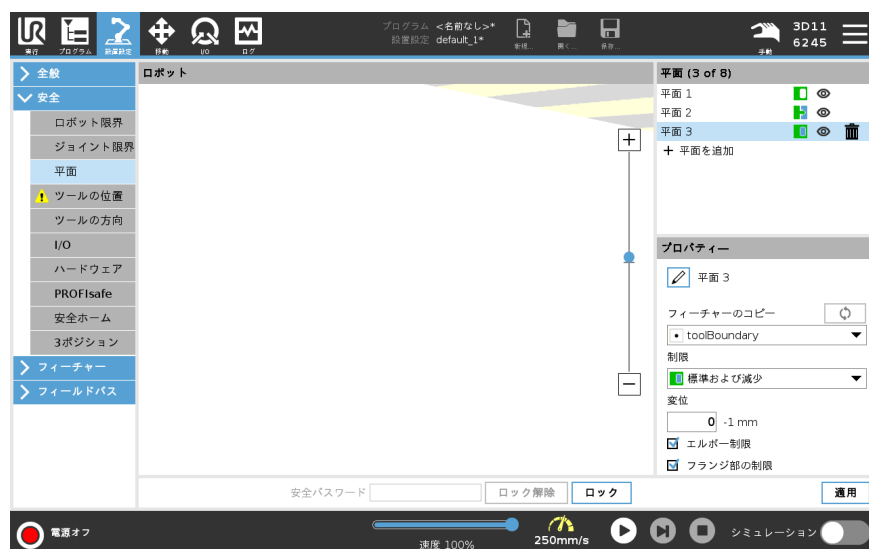 UR
プログラム <名前なし>*
設置設定 default_1*
実行 プログラム 設置設定 移動 I/O ログ
新規... 開く... 保存...
手動
3D11
6245
全般
安全
ロボット限界
ジョイント限界
平面
ツールの位置
ツールの方向
I/O
ハードウェア
PROFIsafe
安全ホーム
3ポジション
フィーチャー
フィールドバス
ロボット
平面 (3 of 8)
平面 1
平面 2
平面 3
+ 平面を追加
プロパティー
平面 3
フィーチャーのコピー
toolBoundary
制限
標準および減少
変位
0 -1 mm
エルボー制限
フランジ部の制限
安全パスワード
ロック解除
ロック
適用
電源オフ
速度 100%
250mm/s
シミュレーション